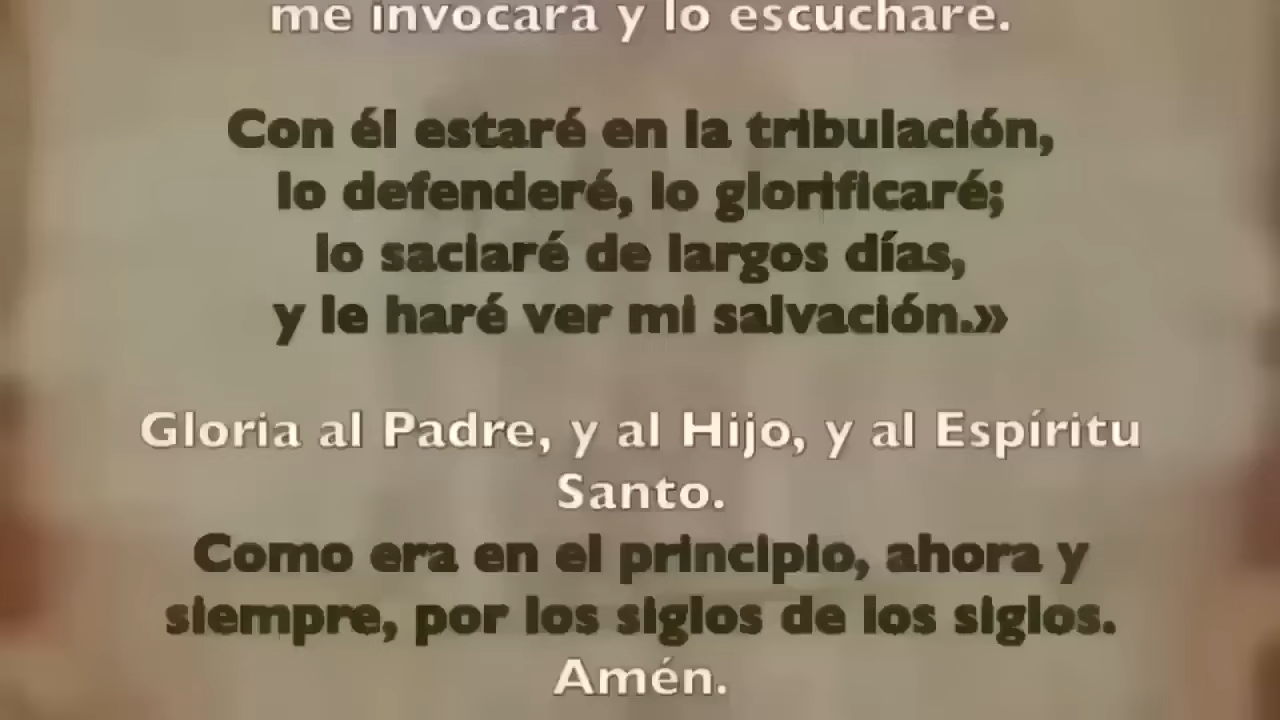 me invocará y lo escucharé.
Con él estaré en la tribulación,
lo defenderé, lo glorificaré;
lo saciaré de largos días,
y le haré ver mi salvación.»
Gloria al Padre, y al Hijo, y al Espíritu
Santo.
Como era en el principio, ahora y
siempre, por los siglos de los siglos.
Amén.